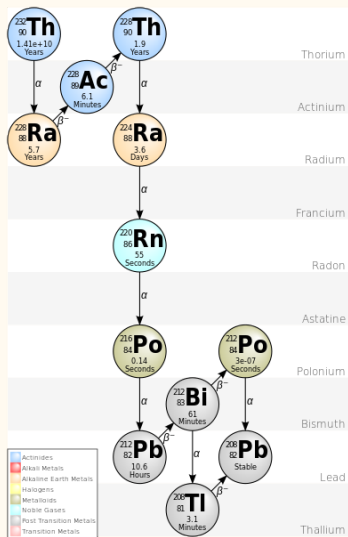 232 Th 228 Th
90 90
1.41e+10 1.9
Years Years
Thorium
228 Ac
89
6.1
Minutes
β⁻
α β⁻ α
Actinium
228 Ra 224 Ra
88 88
5.7 3.6
Years Days
Radium
α
Francium
220 Rn
86
55
Seconds
Radon
α
Astatine
216 Po 212 Po
84 84
0.14 3e-07
Seconds Seconds
Polonium
212 Bi
83
61
Minutes
β⁻
α β⁻ α
Bismuth
212 Pb 208 Pb
82 82
10.6 Stable
Hours
Lead
α β⁻
208 Tl
81
3.1
Minutes
Thallium
Actinides
Alkali Metals
Alkaline Earth Metals
Halogens
Metalloids
Noble Gases
Post Transition Metals
Transition Metals